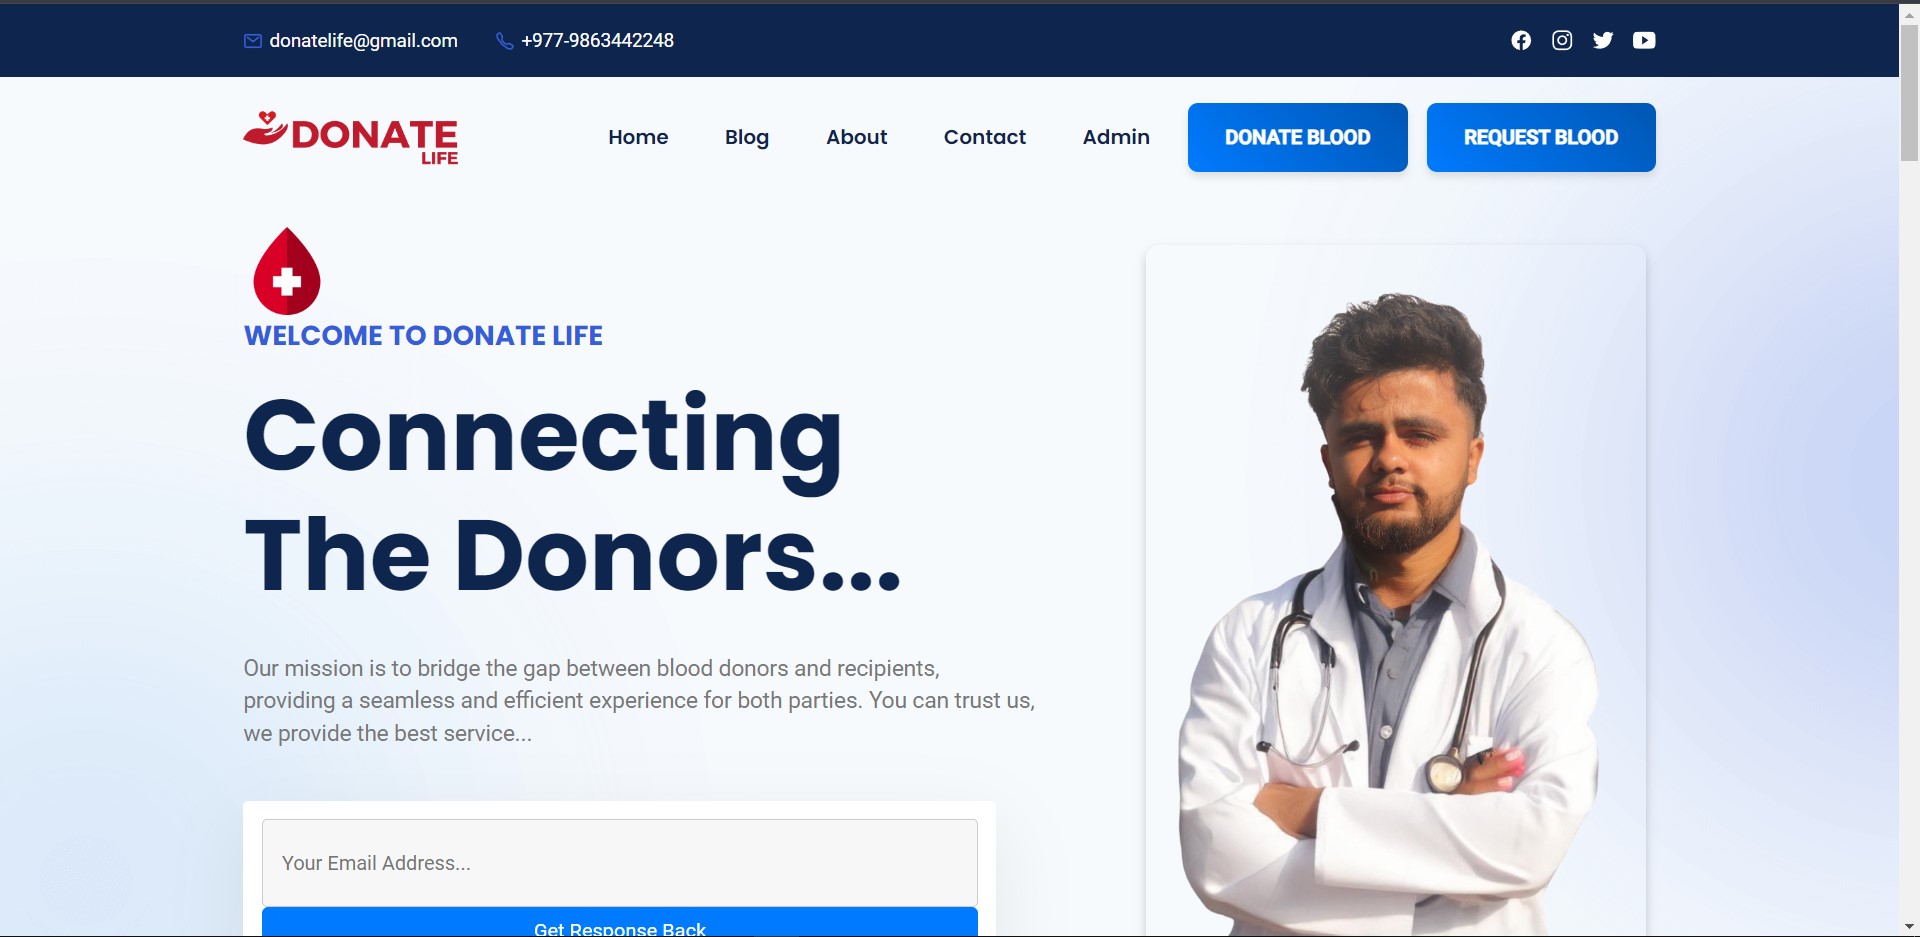 donatelife@gmail.com
+977-9863442248
DONATE
LIFE
Home
Blog
About
Contact
Admin
DONATE BLOOD
REQUEST BLOOD
WELCOME TO DONATE LIFE
Connecting
The Donors...
Our mission is to bridge the gap between blood donors and recipients,
providing a seamless and efficient experience for both parties. You can trust us,
we provide the best service...
Your Email Address...
Get Response Back